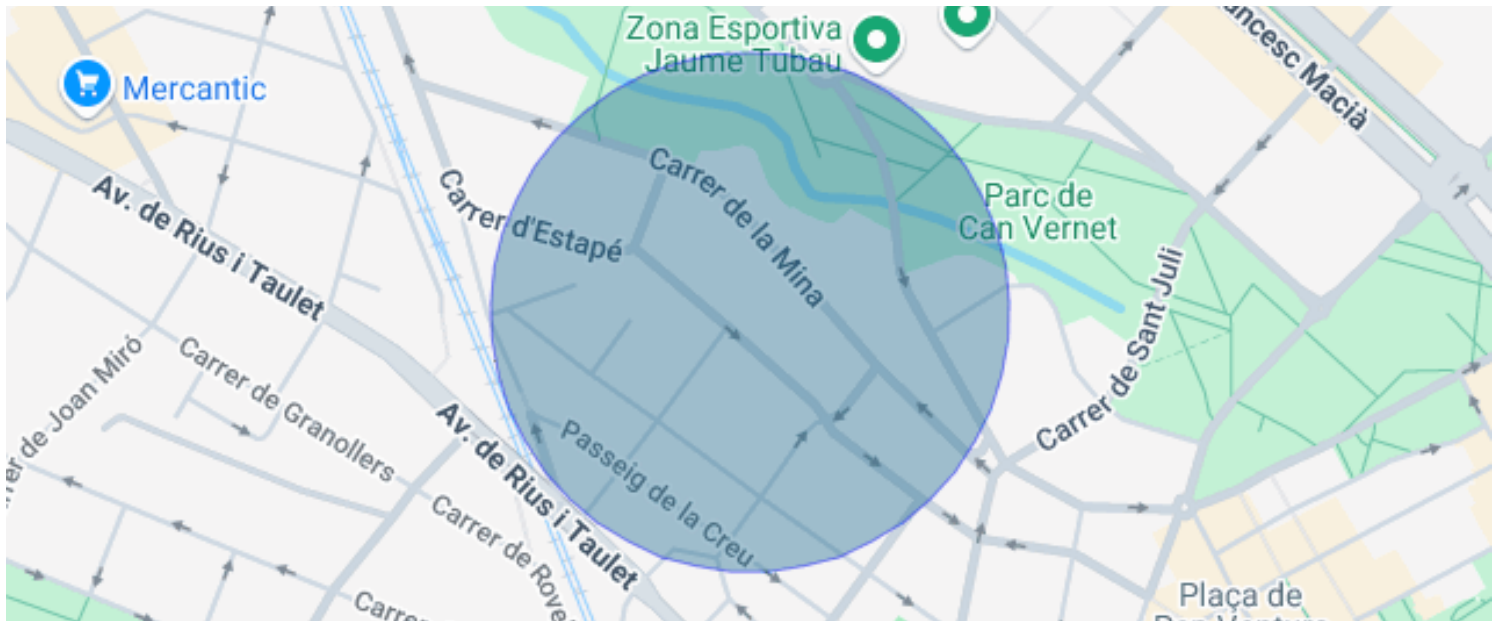 Zona Esportiva
Jaume Tubau
Mercantic
ancesc Macià
Carrer de la Mina
Carrer d'Estapé
Av. de Rius i Taulet
Parc de
Can Vernet
Carrer de Sant Juli
Carrer de Granollers
rer de Joan Miró
Av. de Rius i Taulet
Passeig de la Creu
Carrer de Rove
Carrer
Plaça de